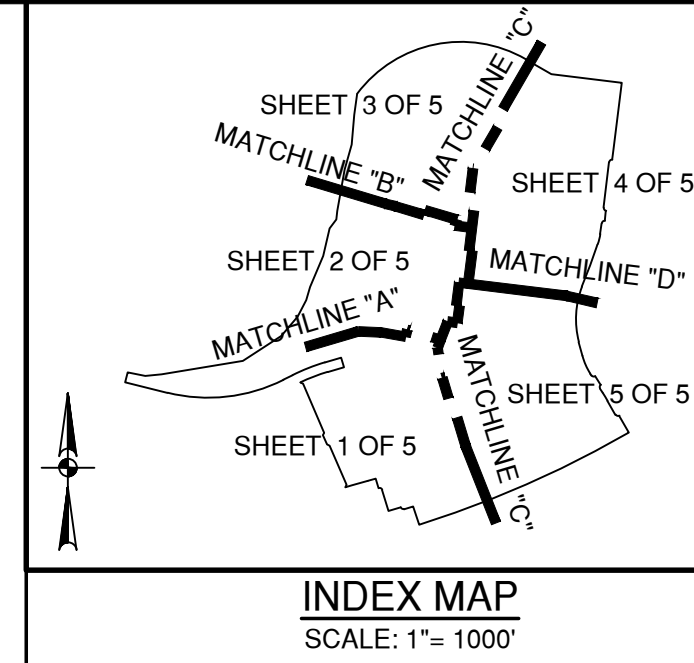 MATCHLINE "C"
SHEET 3 OF 5
MATCHLINE "B"
SHEET 4 OF 5
SHEET 2 OF 5
MATCHLINE "D"
MATCHLINE "A"
MATCHLINE "C"
SHEET 5 OF 5
SHEET 1 OF 5
INDEX MAP
SCALE: 1"= 1000'